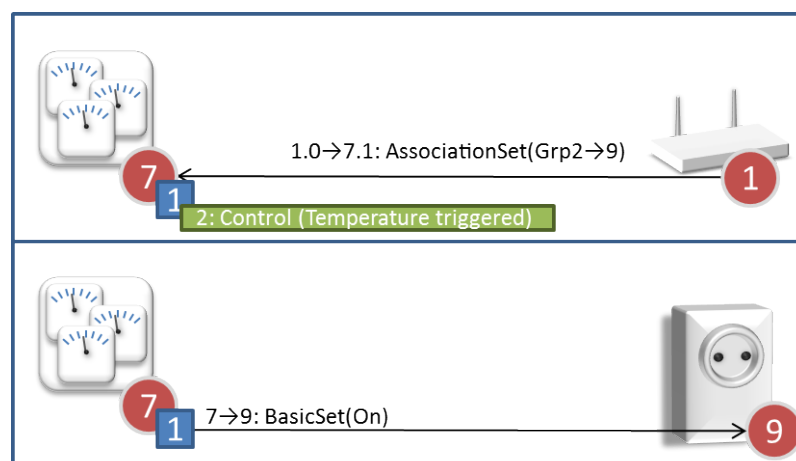 1.0→7.1: AssociationSet(Grp2→9)
7
1
1
2: Control (Temperature triggered)
7→9: BasicSet(On)
7
1
9